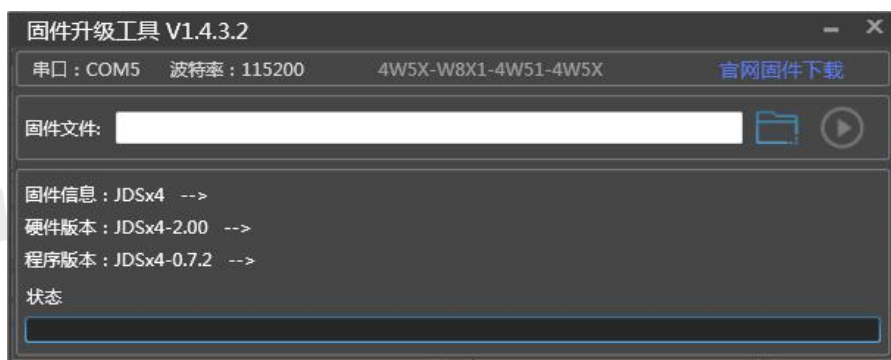 固件升级工具 V1.4.3.2
串口：COM5 波特率：115200 4W5X-W8X1-4W51-4W5X 官网固件下载
固件文件:
固件信息：JDSx4 -->
硬件版本：JDSx4-2.00 -->
程序版本：JDSx4-0.7.2 -->
状态